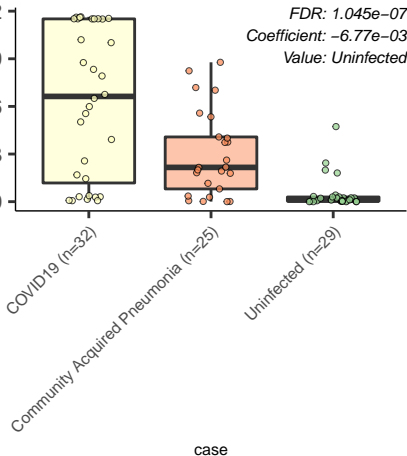 FDR: 1.045e−07
Coefficient: −6.77e−03
Value: Uninfected
COVID19 (n=32)
Community Acquired Pneumonia (n=25)
Uninfected (n=29)
case